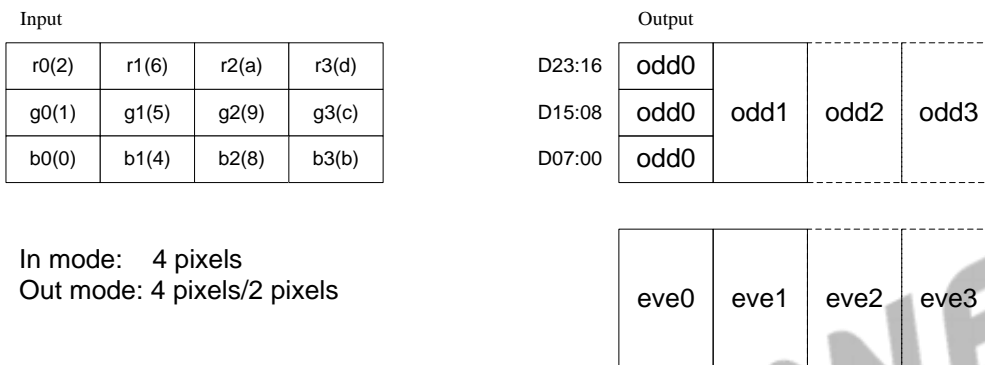 Input
r0(2) r1(6) r2(a) r3(d)
g0(1) g1(5) g2(9) g3(c)
b0(0) b1(4) b2(8) b3(b)
In mode: 4 pixels
Out mode: 4 pixels/2 pixels
Output
D23:16 odd0
D15:08 odd0 odd1 odd2 odd3
D07:00 odd0
eve0 eve1 eve2 eve3